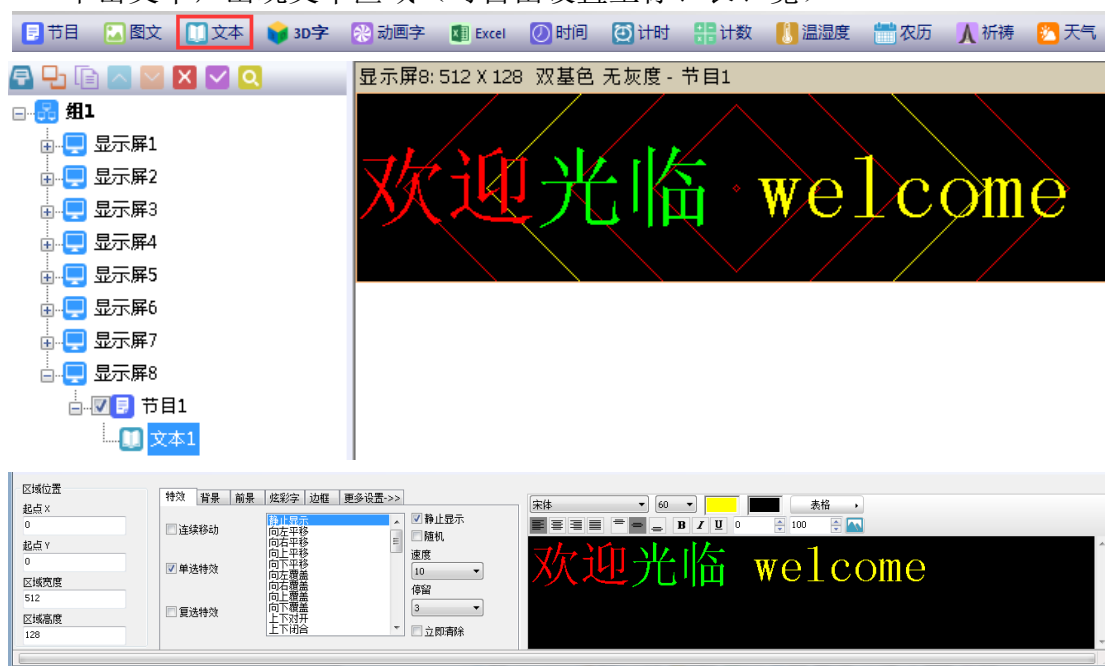 节目 图文 文本 3D字 动画字 Excel 时间 计时 计数 温湿度 农历 祈祷 天气
显示屏8: 512 X 128 双基色 无灰度 - 节目1
组1
显示屏1
显示屏2
显示屏3
显示屏4
显示屏5
显示屏6
显示屏7
显示屏8
节目1
文本1
欢迎光临 welcome
区域位置
起点 X
0
起点 Y
0
区域宽度
512
区域高度
128
特效 背景 前景 炫彩字 边框 更多设置->>
连续移动
单选特效
复选特效
静止显示
向左平移
向右平移
向上平移
向下平移
向左覆盖
向右覆盖
向上覆盖
向下覆盖
上下对开
上下闭合
静止显示
随机
速度
10
停留
3
立即清除
宋体 60 表格
B I U 0 100
欢迎光临 welcome